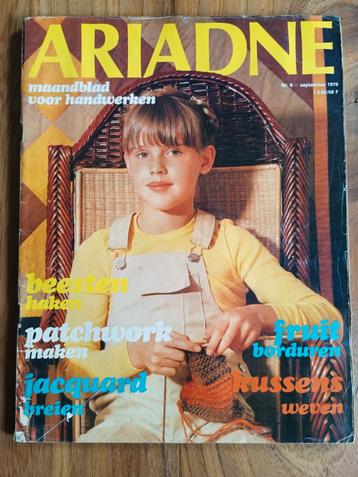 ARIADNE
maandblad
voor handwerken
Nr. 9 - september 1976
beesten
haken
patchwork
maken
jacquard
breien
fruit
borduren
kussens
weven